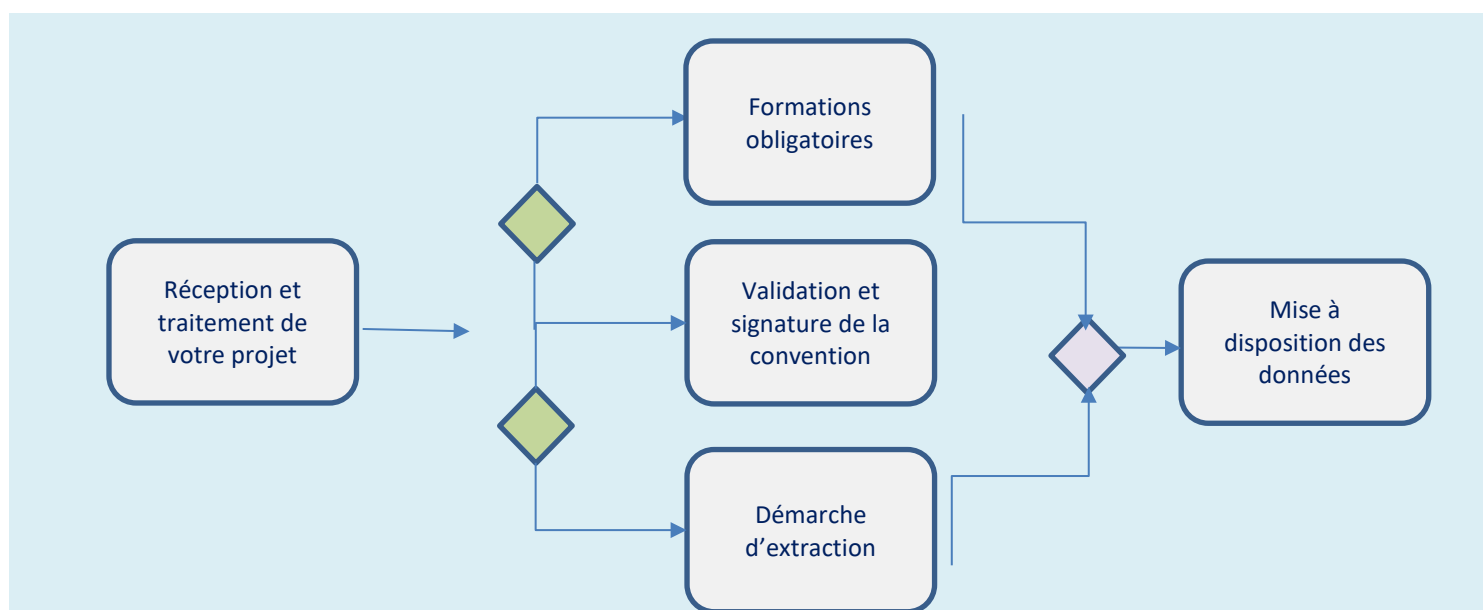 Réception et
traitement de
votre projet
Formations
obligatoires
Validation et
signature de la
convention
Démarche
d’extraction
Mise à
disposition des
données